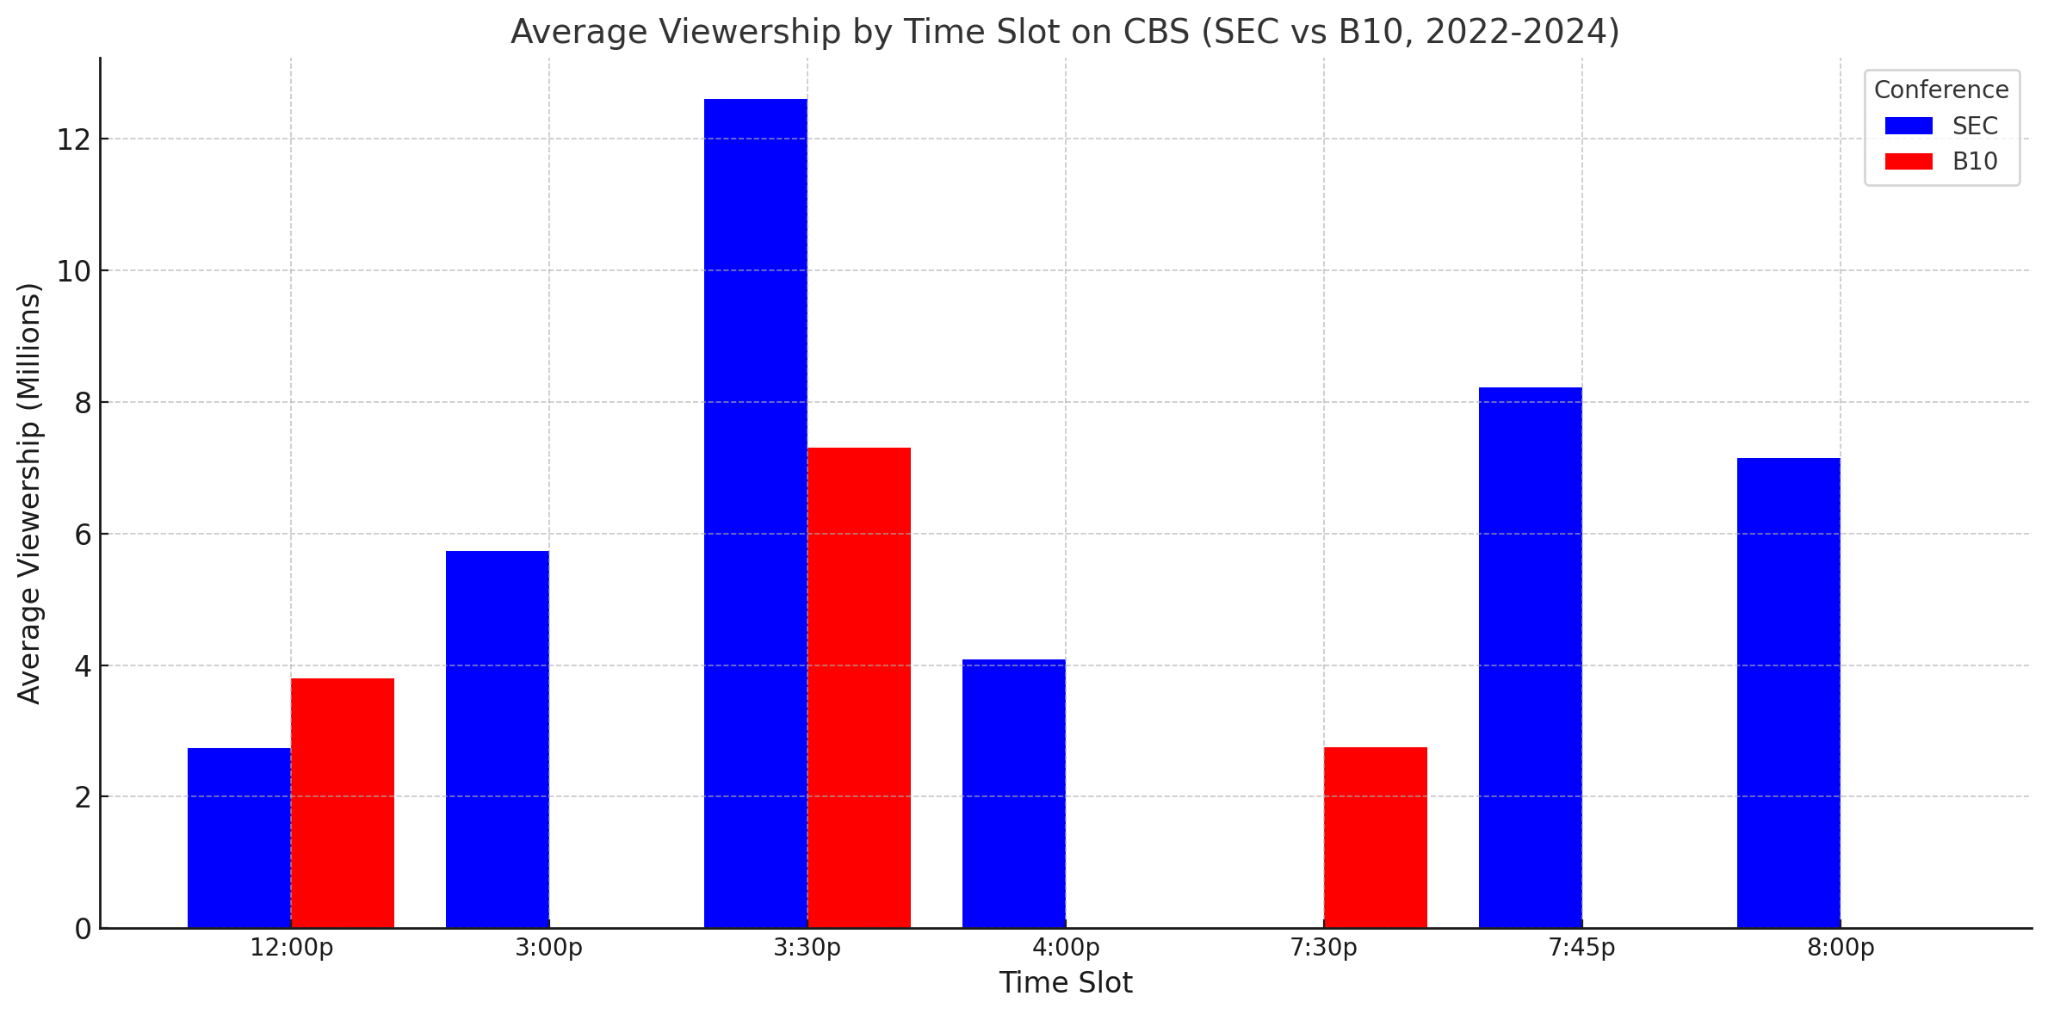 Average Viewership by Time Slot on CBS (SEC vs B10, 2022-2024)
Conference
SEC
B10
Average Viewership (Millions)
12
10
8
6
4
2
0
12:00p 3:00p 3:30p 4:00p 7:30p 7:45p 8:00p
Time Slot